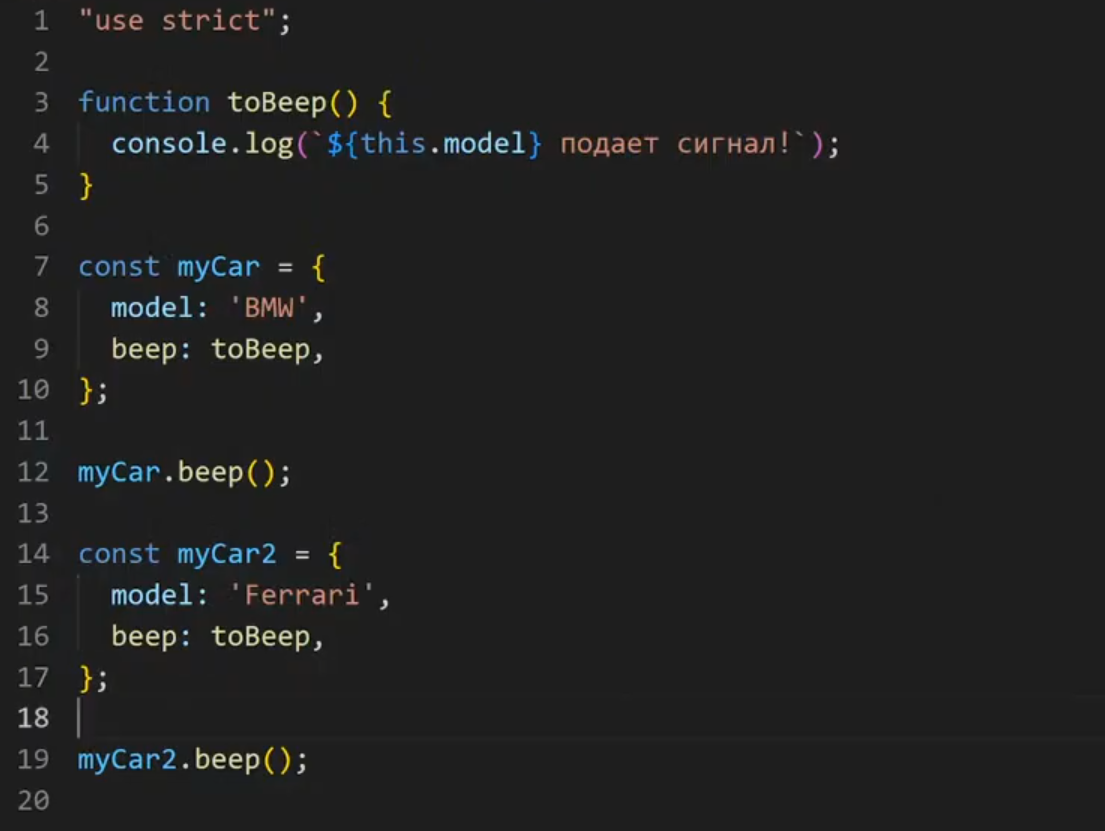 1 "use strict";
2
3 function toBeep() {
4   console.log(`${this.model} подает сигнал!`);
5 }
6
7 const myCar = {
8   model: 'BMW',
9   beep: toBeep,
10 };
11
12 myCar.beep();
13
14 const myCar2 = {
15   model: 'Ferrari',
16   beep: toBeep,
17 };
18
19 myCar2.beep();
20